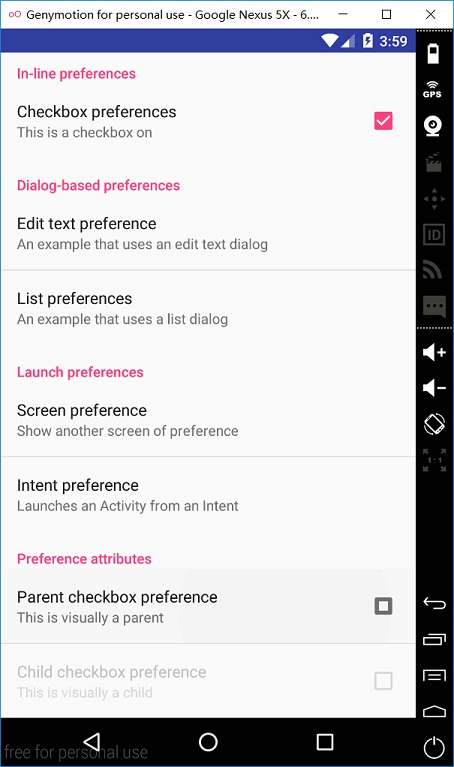 Genymotion for personal use - Google Nexus 5X - 6....
3:59
In-line preferences
Checkbox preferences
This is a checkbox on
Dialog-based preferences
Edit text preference
An example that uses an edit text dialog
List preferences
An example that uses a list dialog
Launch preferences
Screen preference
Show another screen of preference
Intent preference
Launches an Activity from an Intent
Preference attributes
Parent checkbox preference
This is visually a parent
Child checkbox preference
This is visually a child
free for personal use
GPS
ID
1:1